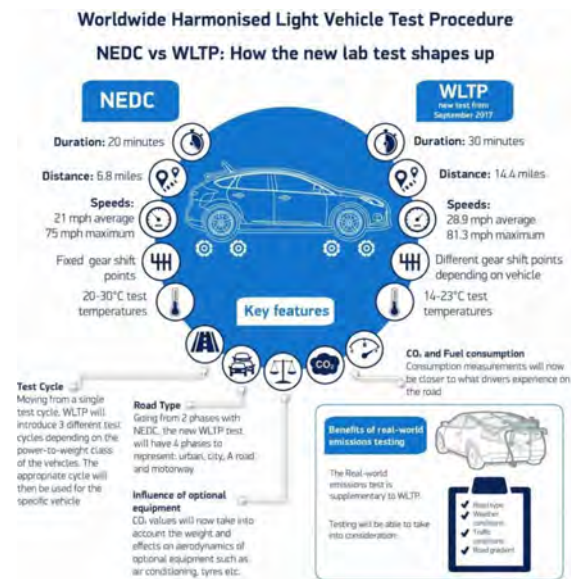 Worldwide Harmonised Light Vehicle Test Procedure
NEDC vs WLTP: How the new lab test shapes up
NEDC
Duration: 20 minutes
Distance: 6.8 miles
Speeds:
21 mph average
75 mph maximum
Fixed gear shift
points
20-30°C test
temperatures
WLTP
new test from
September 2017
Duration: 30 minutes
Distance: 14.4 miles
Speeds:
28.9 mph average
81.3 mph maximum
Different gear shift points
depending on vehicle
14-23°C test
temperatures
Key features
CO₂
Test Cycle
Moving from a single
test cycle, WLTP will
introduce 3 different test
cycles depending on the
power-to-weight class
of the vehicles. The
appropriate cycle will
then be used for the
specific vehicle
Road Type
Going from 2 phases with
NEDC, the new WLTP test
will have 4 phases to
represent: urban, city, A road
and motorway
Influence of optional
equipment
CO₂ values will now take into
account the weight and
effects on aerodynamics of
optional equipment such as
air conditioning, tyres etc.
CO₂ and Fuel consumption
Consumption measurements will now
be closer to what drivers experience on
the road
Benefits of real-world
emissions testing
The Real-world
emissions test is
supplementary to WLTP.
Testing will be able to take
into consideration:
Road type
Weather
conditions
Traffic
conditions
Road gradient